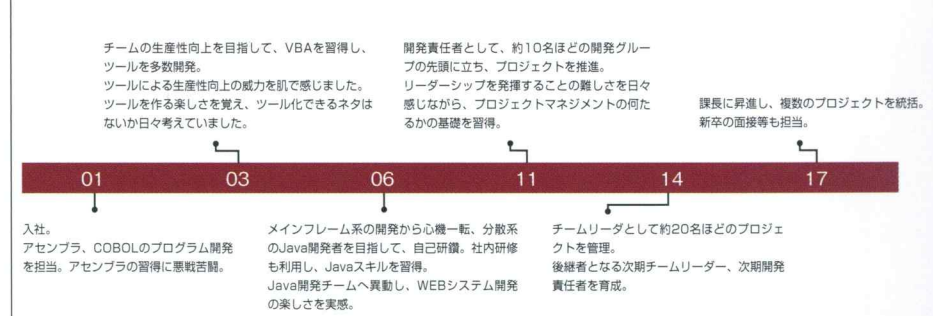 チームの生産性向上を目指して、VBAを習得し、
ツールを多数開発。
ツールによる生産性向上の威力を肌で感じました。
ツールを作る楽しさを覚え、ツール化できるネタは
ないか日々考えていました。
開発責任者として、約10名ほどの開発グルー
プの先頭に立ち、プロジェクトを推進。
リーダーシップを発揮することの難しさを日々
感じながら、プロジェクトマネジメントの何た
るかの基礎を習得。
課長に昇進し、複数のプロジェクトを統括。
新卒の面接等も担当。
01 03 06 11 14 17
入社。
アセンブラ、COBOLのプログラム開発
を担当。アセンブラの習得に悪戦苦闘。
メインフレーム系の開発から心機一転、分散系
のJava開発者を目指して、自己研鑽。社内研修
も利用し、Javaスキルを習得。
Java開発チームへ異動し、WEBシステム開発
の楽しさを実感。
チームリーダとして約20名ほどのプロジェ
クトを管理。
後継者となる次期チームリーダー、次期開発
責任者を育成。